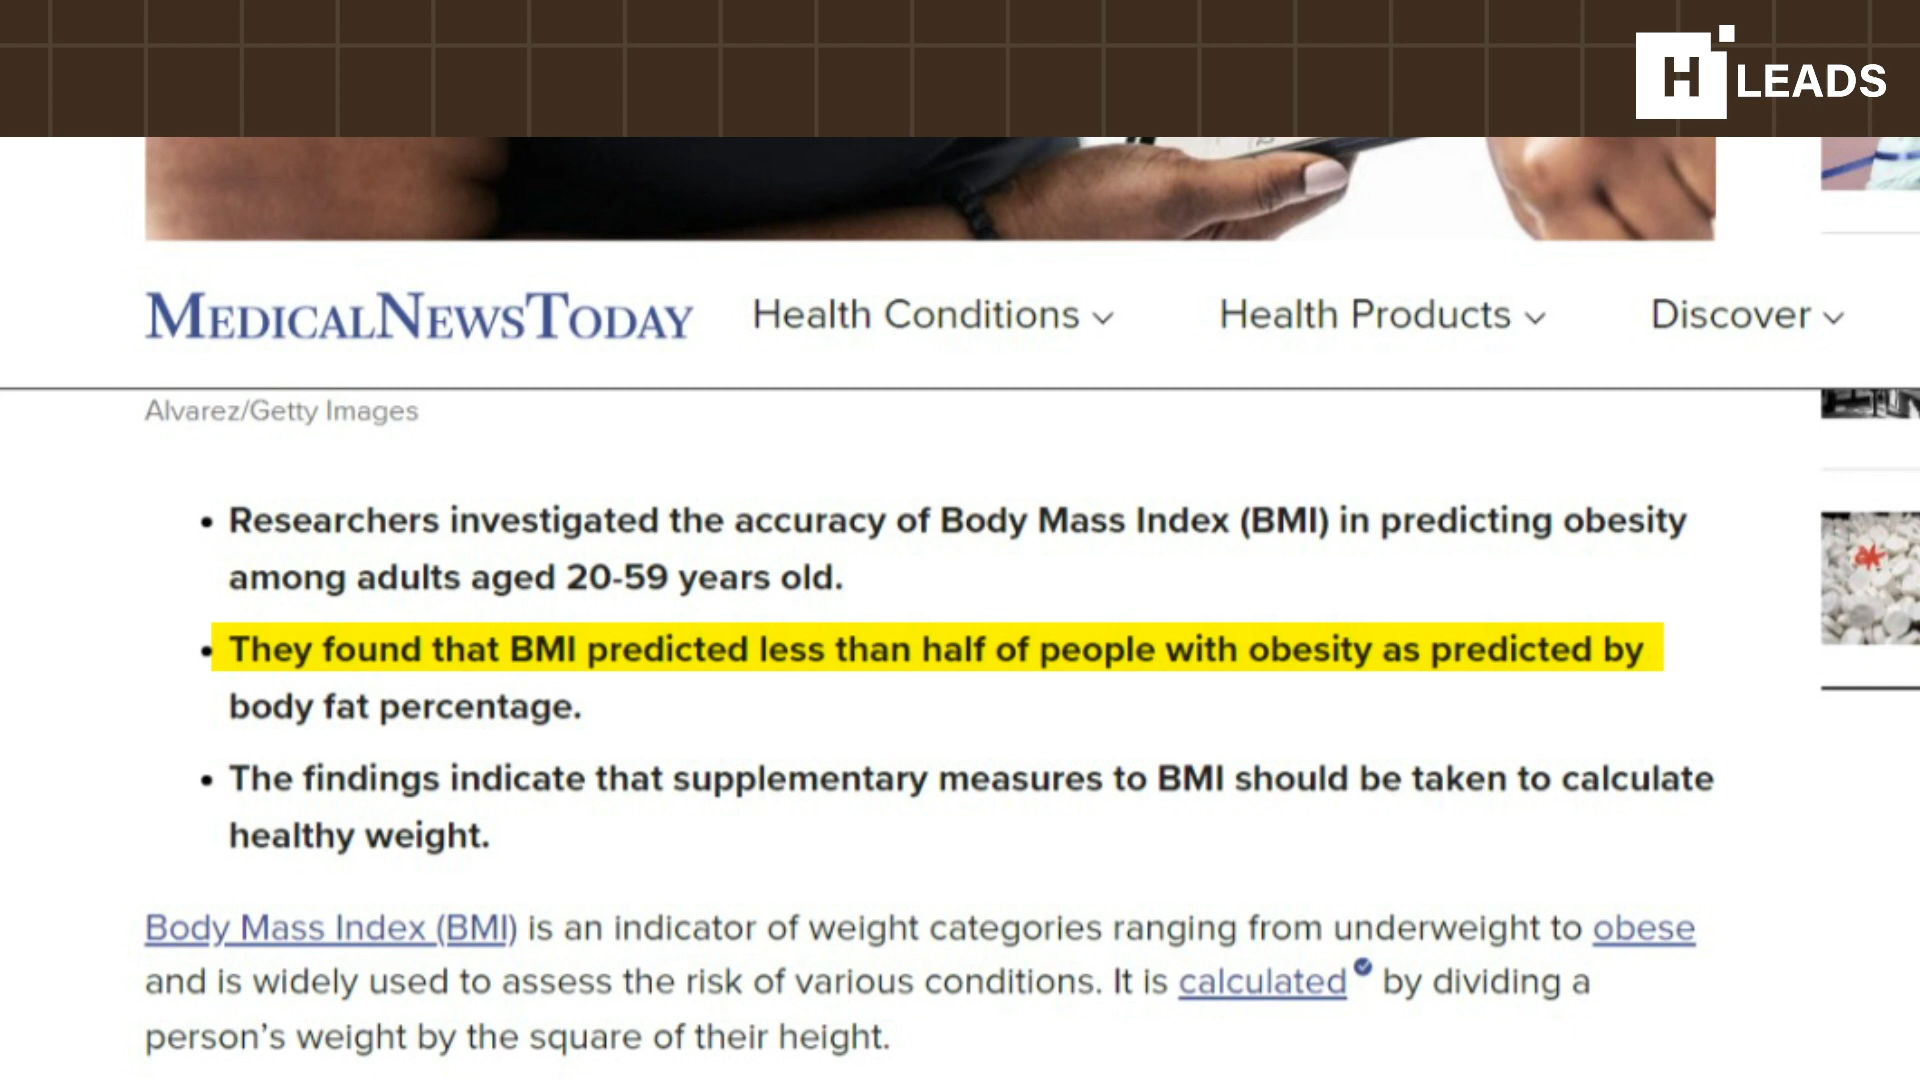 H LEADS
MEDICALNEWSTODAY Health Conditions Health Products Discover
Alvarez/Getty Images
• Researchers investigated the accuracy of Body Mass Index (BMI) in predicting obesity
among adults aged 20-59 years old.
• They found that BMI predicted less than half of people with obesity as predicted by
body fat percentage.
• The findings indicate that supplementary measures to BMI should be taken to calculate
healthy weight.
Body Mass Index (BMI) is an indicator of weight categories ranging from underweight to obese
and is widely used to assess the risk of various conditions. It is calculated by dividing a
person’s weight by the square of their height.